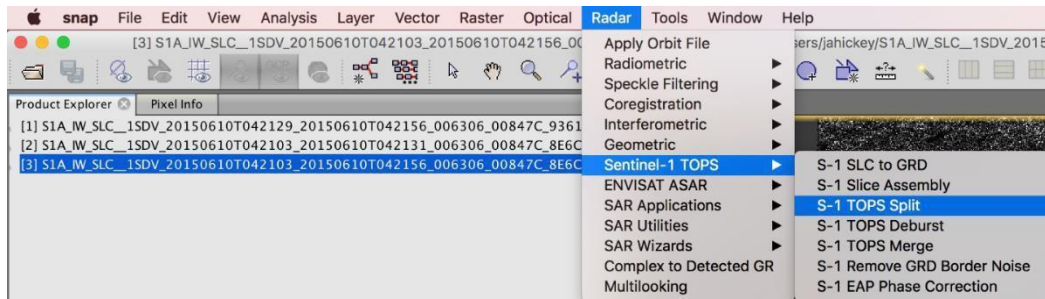 snap File Edit View Analysis Layer Vector Raster Optical Radar Tools Window Help
[3] S1A_IW_SLC__1SDV_20150610T042103_20150610T042156_00
ers/jahickey/S1A_IW_SLC__1SDV_2015
Product Explorer Pixel Info
[1] S1A_IW_SLC__1SDV_20150610T042129_20150610T042156_006306_00847C_9361
[2] S1A_IW_SLC__1SDV_20150610T042103_20150610T042131_006306_00847C_8E6C
[3] S1A_IW_SLC__1SDV_20150610T042103_20150610T042156_006306_00847C_8E6C
Apply Orbit File
Radiometric
Speckle Filtering
Coregistration
Interferometric
Geometric
Sentinel-1 TOPS
ENVISAT ASAR
SAR Applications
SAR Utilities
SAR Wizards
Complex to Detected GR
Multilooking
S-1 SLC to GRD
S-1 Slice Assembly
S-1 TOPS Split
S-1 TOPS Deburst
S-1 TOPS Merge
S-1 Remove GRD Border Noise
S-1 EAP Phase Correction